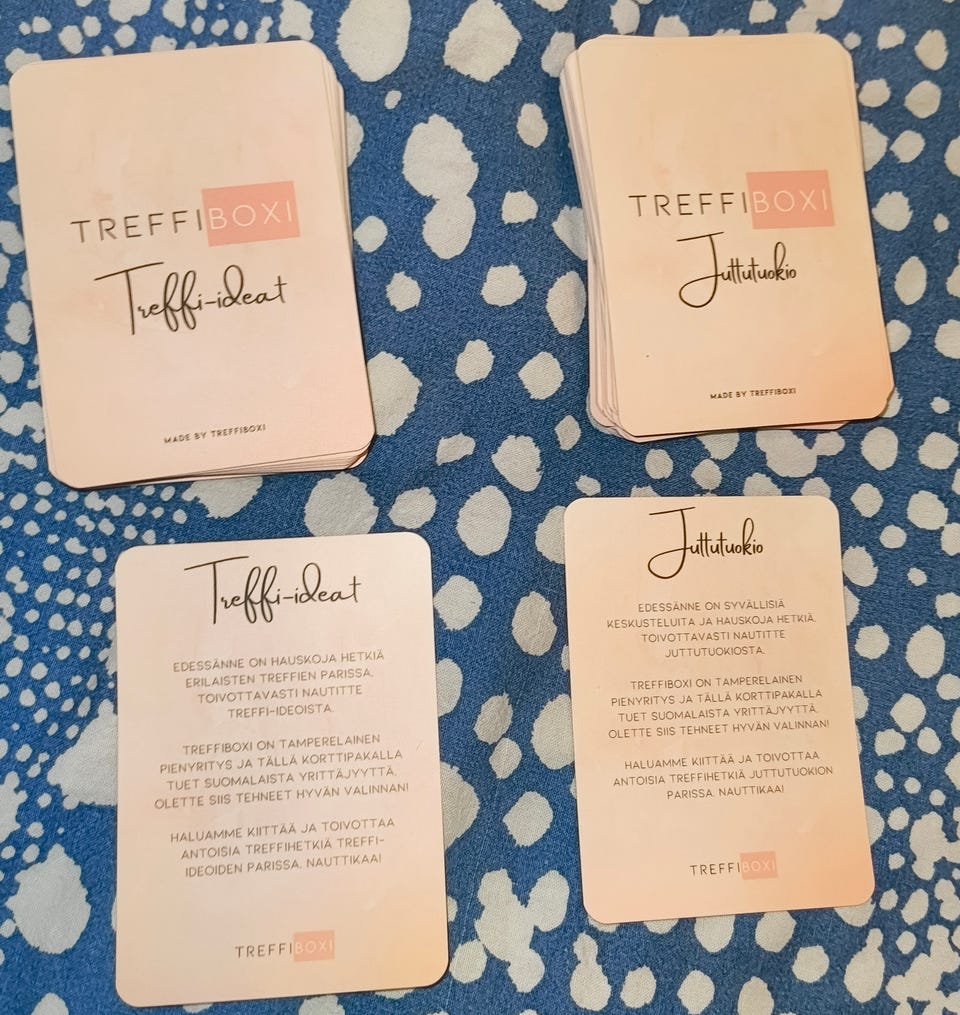 TREFFIBOXI
Treffi-ideat
MADE BY TREFFIBOXI
TREFFIBOXI
Juttutuokio
MADE BY TREFFIBOXI
Treffi-ideat
EDESSÄNNE ON HAUSKOJA HETKIÄ
ERILAISTEN TREFFIEN PARISSA.
TOIVOTTAVASTI NAUTITTE
TREFFI-IDEOISTA.
TREFFIBOXI ON TAMPERELAINEN
PIENYRITYS JA TÄLLÄ KORTTIPAKALLA
TUET SUOMALAISTA YRITTÄJYYTTÄ.
OLETTE SIIS TEHNEET HYVÄN VALINNAN!
HALUAMME KIITTÄÄ JA TOIVOTTAA
ANTOISIA TREFFIHETKIÄ TREFFI-
IDEOIDEN PARISSA. NAUTTIKAA!
TREFFIBOXI
Juttutuokio
EDESSÄNNE ON SYVÄLLISIÄ
KESKUSTELUITA JA HAUSKOJA HETKIÄ.
TOIVOTTAVASTI NAUTITTE
JUTTUTUOKIOSTA.
TREFFIBOXI ON TAMPERELAINEN
PIENYRITYS JA TÄLLÄ KORTTIPAKALLA
TUET SUOMALAISTA YRITTÄJYYTTÄ.
OLETTE SIIS TEHNEET HYVÄN VALINNAN!
HALUAMME KIITTÄÄ JA TOIVOTTAA
ANTOISIA TREFFIHETKIÄ JUTTUTUOKION
PARISSA. NAUTTIKAA!
TREFFIBOXI